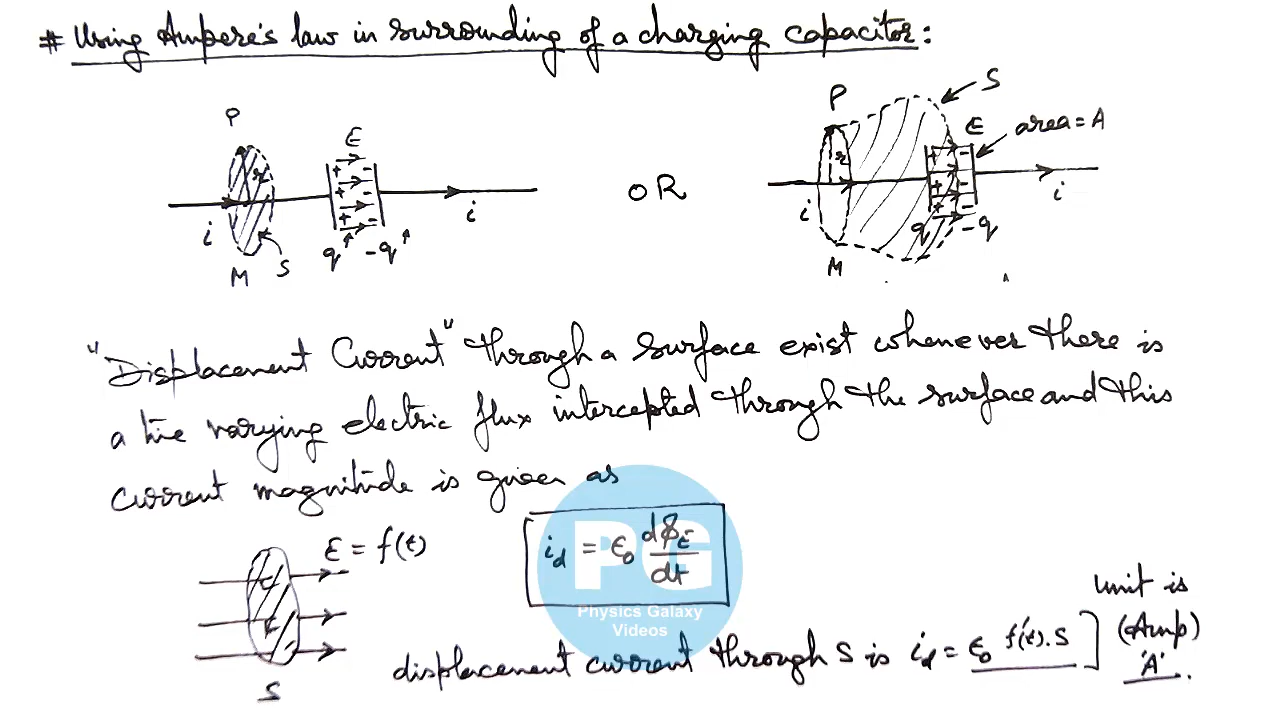 # Using Ampere's law in surrounding of a charging capacitor:
P
E
r
+ -
+ -
+ -
+ -
i
i
q↑ -q↑
M
S
OR
P
S
E
area = A
r
+ -
+ -
+ -
i
i
q -q
M
"Displacement Current" through a surface exist whenever there is
a time varying electric flux intercepted through the surface and this
current magnitude is given as
E = f(t)
i_d = ε₀ dϕ_E/dt
PG
Physics Galaxy
Videos
unit is
(Amp)
'A'.
displacement current through S is i_d = ε₀ f'(t).S
S